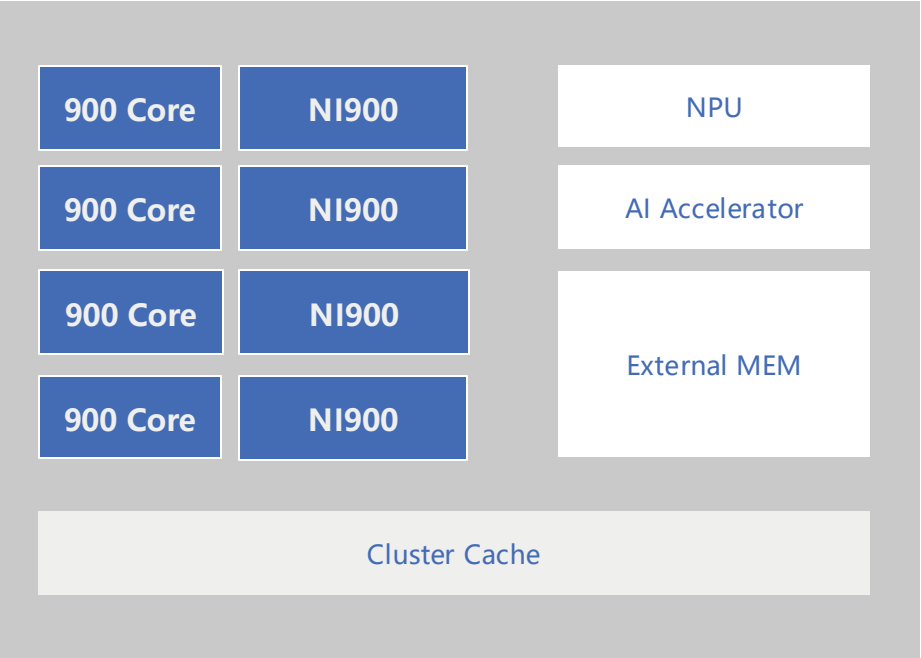 900 Core
NI900
NPU
900 Core
NI900
AI Accelerator
900 Core
NI900
External MEM
900 Core
NI900
Cluster Cache